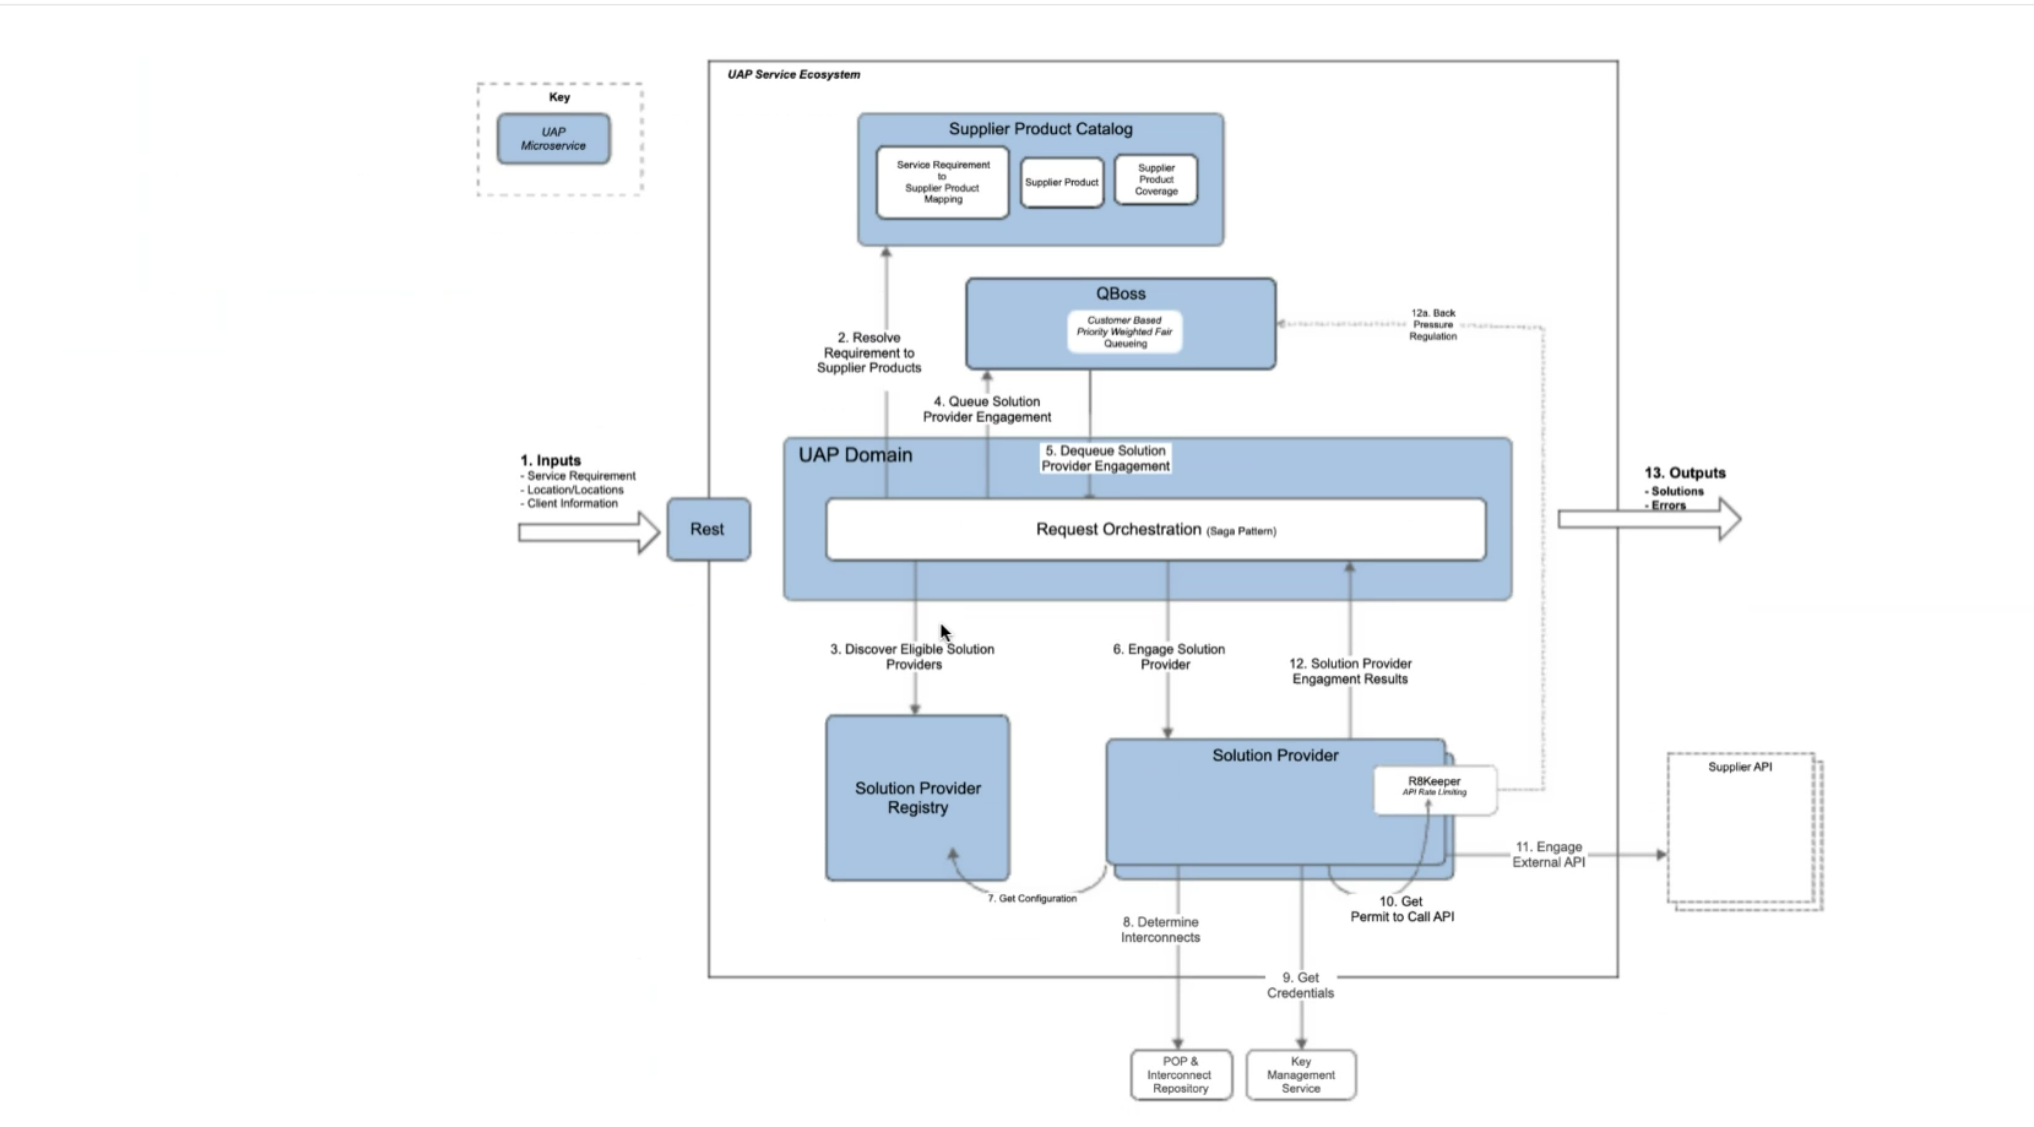 UAP Service Ecosystem
Key
UAP
Microservice
Supplier Product Catalog
Service Requirement
to
Supplier Product
Mapping
Supplier Product
Supplier
Product
Coverage
QBoss
Customer Based
Priority Weighted Fair
Queueing
12a. Back
Pressure
Regulation
2. Resolve
Requirement to
Supplier Products
4. Queue Solution
Provider Engagement
UAP Domain
5. Dequeue Solution
Provider Engagement
1. Inputs
- Service Requirement
- Location/Locations
- Client Information
Rest
Request Orchestration (Saga Pattern)
13. Outputs
- Solutions
- Errors
3. Discover Eligible Solution
Providers
6. Engage Solution
Provider
12. Solution Provider
Engagment Results
Solution Provider
Registry
Solution Provider
R8Keeper
API Rate Limiting
Supplier API
11. Engage
External API
7. Get Configuration
8. Determine
Interconnects
10. Get
Permit to Call API
9. Get
Credentials
POP &
Interconnect
Repository
Key
Management
Service